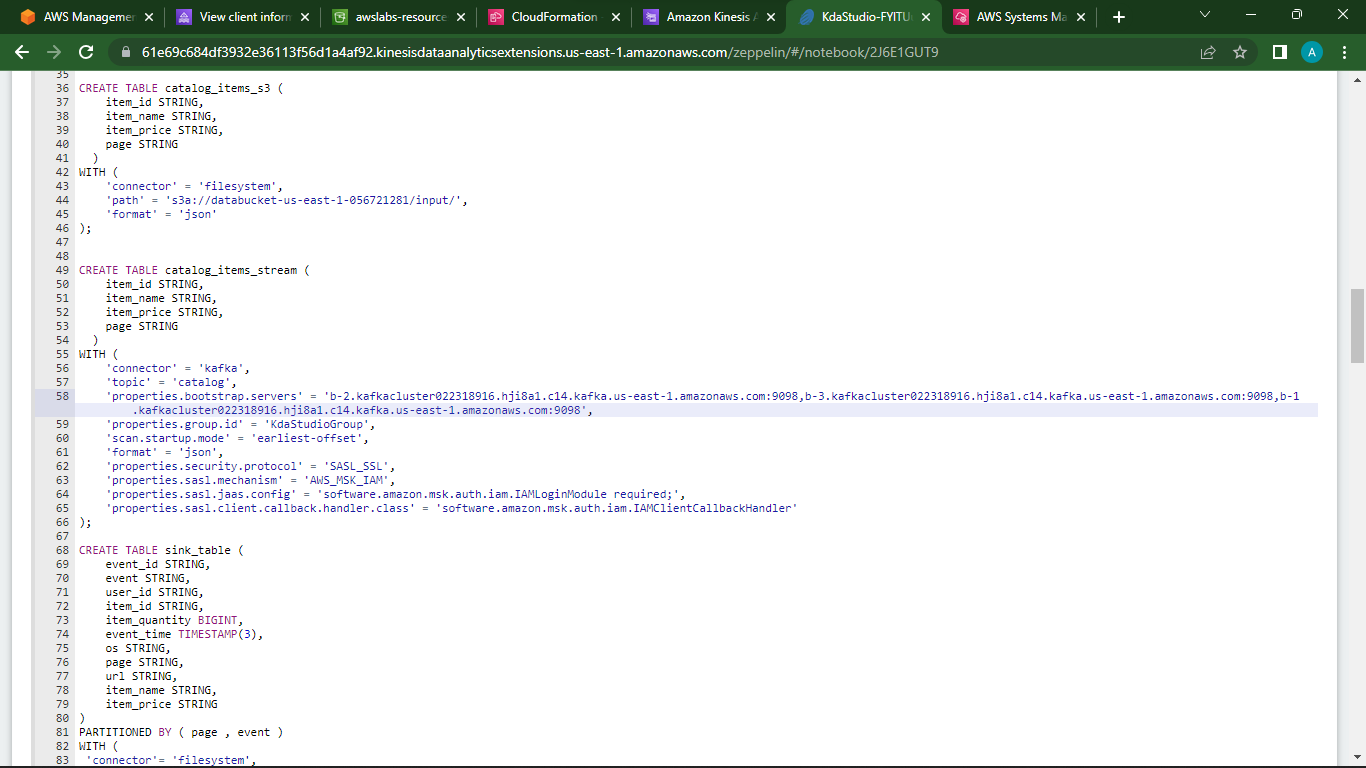 AWS Managemen
View client inforn
awslabs-resource
CloudFormation
Amazon Kinesis A
KdaStudio-FYITU
AWS Systems Ma
61e69c684df3932e36113f56d1a4af92.kinesisdataanalyticsextensions.us-east-1.amazonaws.com/zeppelin/#/notebook/2J6E1GUT9
A
35
36 CREATE TABLE catalog_items_s3 (
37 item_id STRING,
38 item_name STRING,
39 item_price STRING,
40 page STRING
41 )
42 WITH (
43 'connector' = 'filesystem',
44 'path' = 's3a://databucket-us-east-1-056721281/input/',
45 'format' = 'json'
46 );
47
48
49 CREATE TABLE catalog_items_stream (
50 item_id STRING,
51 item_name STRING,
52 item_price STRING,
53 page STRING
54 )
55 WITH (
56 'connector' = 'kafka',
57 'topic' = 'catalog',
58 'properties.bootstrap.servers' = 'b-2.kafkacluster022318916.hji8a1.c14.kafka.us-east-1.amazonaws.com:9098,b-3.kafkacluster022318916.hji8a1.c14.kafka.us-east-1.amazonaws.com:9098,b-1
.kafkacluster022318916.hji8a1.c14.kafka.us-east-1.amazonaws.com:9098',
59 'properties.group.id' = 'KdaStudioGroup',
60 'scan.startup.mode' = 'earliest-offset',
61 'format' = 'json',
62 'properties.security.protocol' = 'SASL_SSL',
63 'properties.sasl.mechanism' = 'AWS_MSK_IAM',
64 'properties.sasl.jaas.config' = 'software.amazon.msk.auth.iam.IAMLoginModule required;',
65 'properties.sasl.client.callback.handler.class' = 'software.amazon.msk.auth.iam.IAMClientCallbackHandler'
66 );
67
68 CREATE TABLE sink_table (
69 event_id STRING,
70 event STRING,
71 user_id STRING,
72 item_id STRING,
73 item_quantity BIGINT,
74 event_time TIMESTAMP(3),
75 os STRING,
76 page STRING,
77 url STRING,
78 item_name STRING,
79 item_price STRING
80 )
81 PARTITIONED BY ( page , event )
82 WITH (
83 'connector'= 'filesystem',